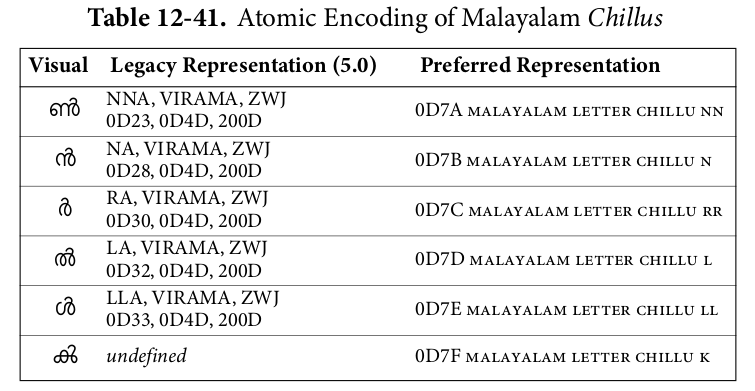 Table 12-41. Atomic Encoding of Malayalam Chillus
Visual Legacy Representation (5.0) Preferred Representation
ൺ NNA, VIRAMA, ZWJ
0D23, 0D4D, 200D 0D7A MALAYALAM LETTER CHILLU NN
ൻ NA, VIRAMA, ZWJ
0D28, 0D4D, 200D 0D7B MALAYALAM LETTER CHILLU N
ർ RA, VIRAMA, ZWJ
0D30, 0D4D, 200D 0D7C MALAYALAM LETTER CHILLU RR
ൽ LA, VIRAMA, ZWJ
0D32, 0D4D, 200D 0D7D MALAYALAM LETTER CHILLU L
ൾ LLA, VIRAMA, ZWJ
0D33, 0D4D, 200D 0D7E MALAYALAM LETTER CHILLU LL
ൿ undefined 0D7F MALAYALAM LETTER CHILLU K